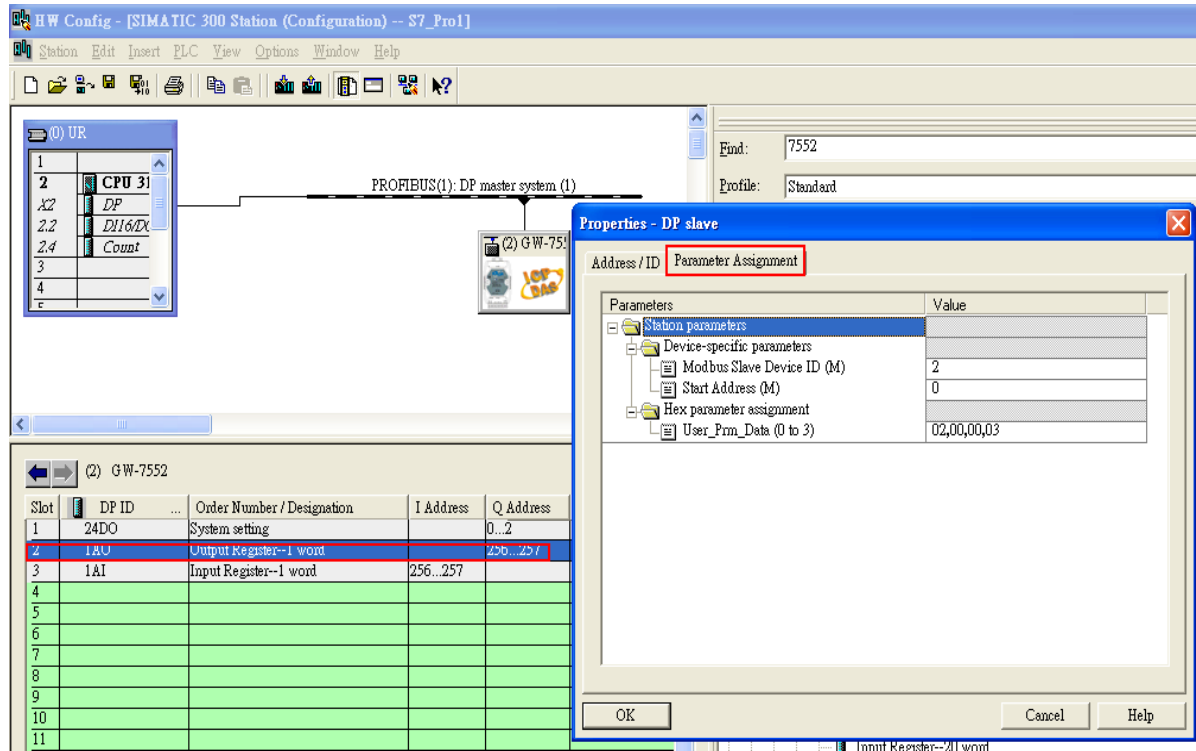 HW Config - [SIMATIC 300 Station (Configuration) -- S7_Pro1]
Station Edit Insert PLC View Options Window Help
(0) UR
1
2 CPU 31
X2 DP
2.2 DI16/DO
2.4 Count
3
4
PROFIBUS(1): DP master system (1)
(2) GW-755
ICP DAS
Find: 7552
Profile: Standard
Properties - DP slave
Address / ID Parameter Assignment
Parameters Value
Station parameters
Device-specific parameters
Modbus Slave Device ID (M) 2
Start Address (M) 0
Hex parameter assignment
User_Prm_Data (0 to 3) 02,00,00,03
OK Cancel Help
(2) GW-7552
Slot DP ID ... Order Number / Designation I Address Q Address
1 24DO System setting 0...2
2 1AO Output Register--1 word 256...257
3 1AI Input Register--1 word 256...257
4
5
6
7
8
9
10
11
Input Register--20 word